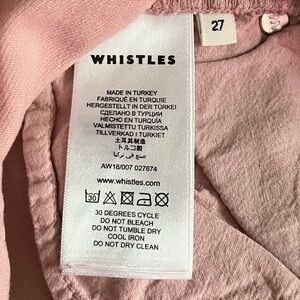 WHISTLES
27
MADE IN TURKEY
FABRIQUÉ EN TURQUIE
HERGESTELLT IN DER TÜRKEI
СДЕЛАНО В ТУРЦИИ
HECHO EN TURQUÍA
VALMISTETTU TURKISSA
TILLVERKAD I TURKIET
土耳其制造
トルコ製
صنع في تركيا
AW18/007 027674
www.whistles.com
30
30 DEGREES CYCLE
DO NOT BLEACH
DO NOT TUMBLE DRY
COOL IRON
DO NOT DRY CLEAN